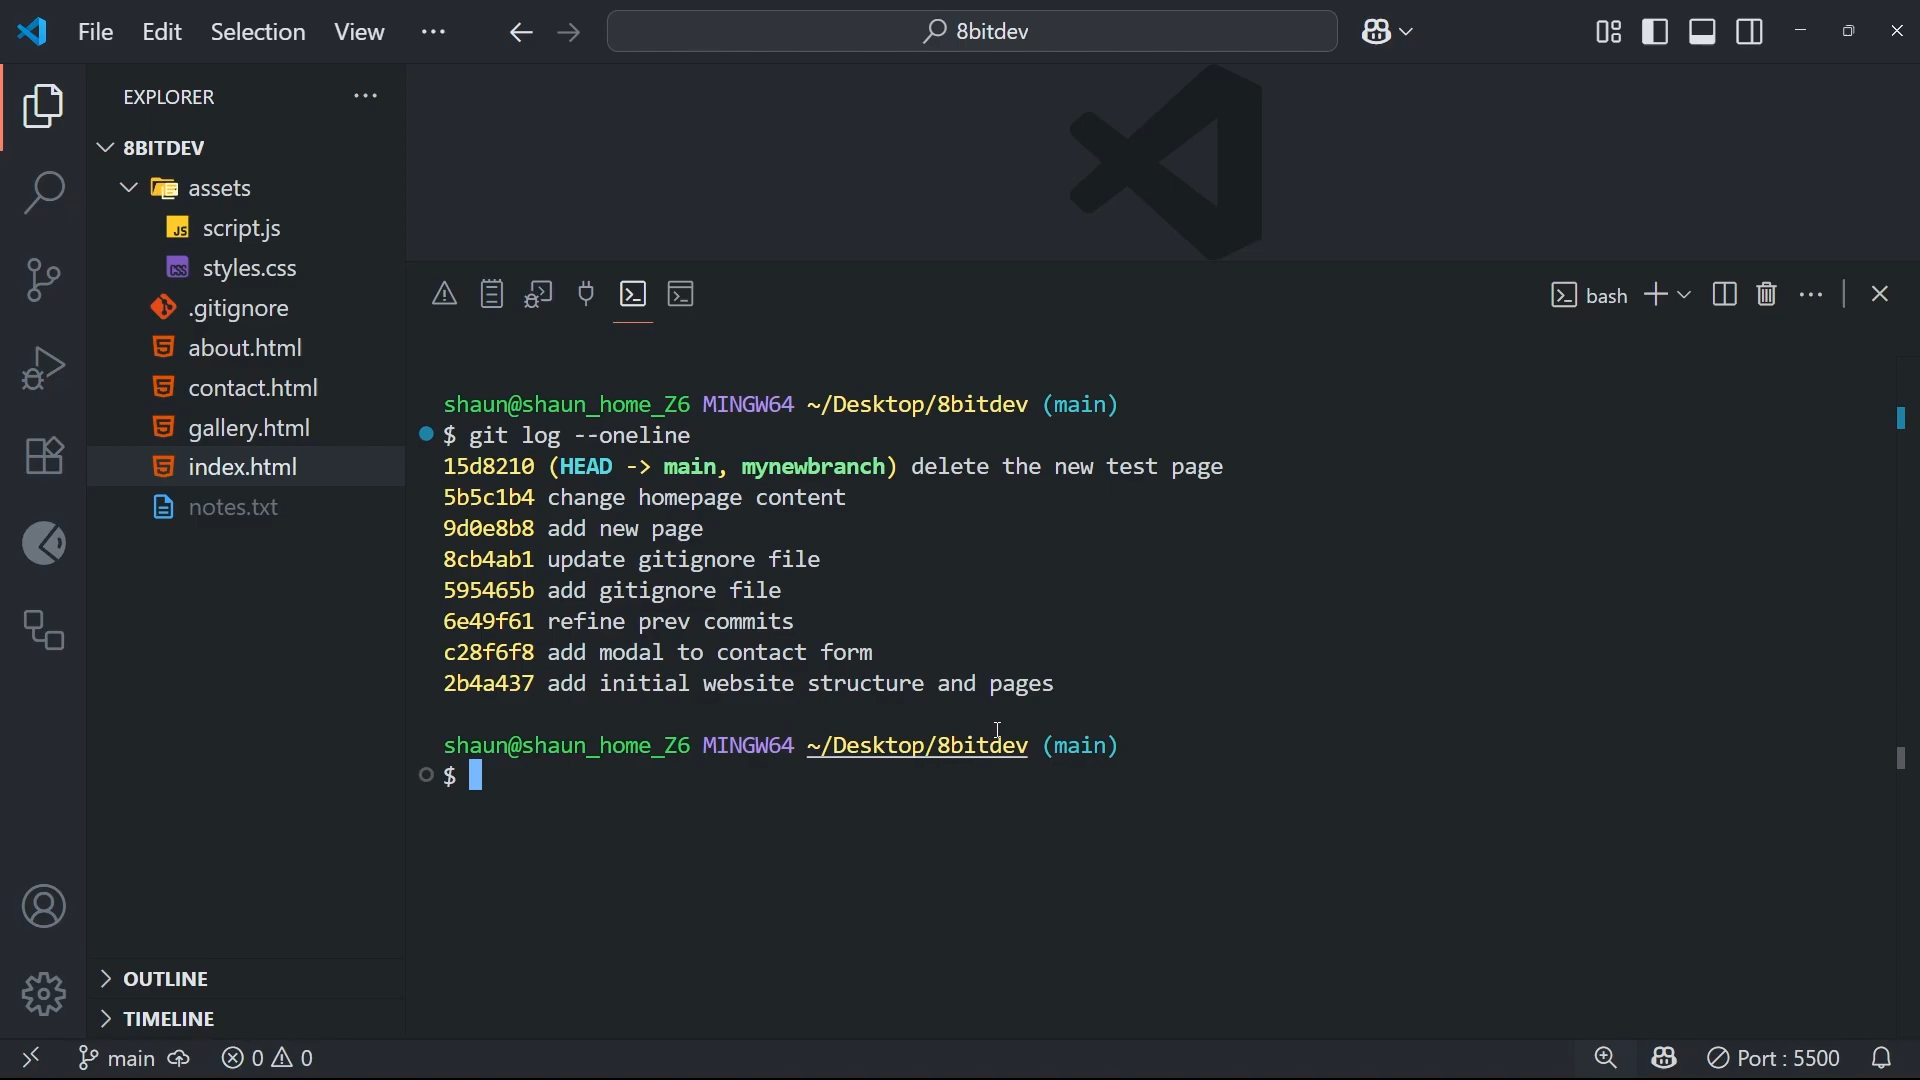 File Edit Selection View ··· 8bitdev
EXPLORER ···
8BITDEV
assets
script.js
styles.css
.gitignore
about.html
contact.html
gallery.html
index.html
notes.txt
OUTLINE
TIMELINE
bash
shaun@shaun_home_Z6 MINGW64 ~/Desktop/8bitdev (main)
$ git log --oneline
15d8210 (HEAD -> main, mynewbranch) delete the new test page
5b5c1b4 change homepage content
9d0e8b8 add new page
8cb4ab1 update gitignore file
595465b add gitignore file
6e49f61 refine prev commits
c28f6f8 add modal to contact form
2b4a437 add initial website structure and pages
shaun@shaun_home_Z6 MINGW64 ~/Desktop/8bitdev (main)
$
main 0 0 Port : 5500